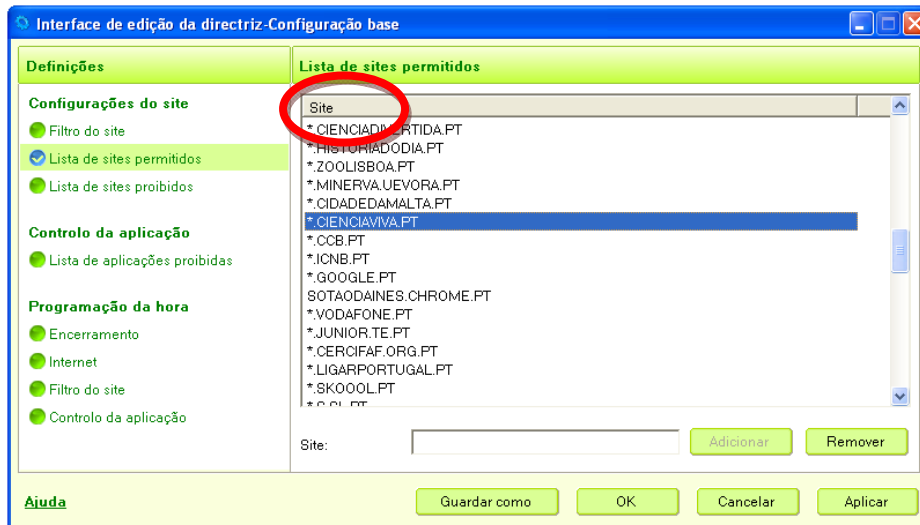 Interface de edição da directriz-Configuração base
Definições
Configurações do site
Filtro do site
Lista de sites permitidos
Lista de sites proibidos
Controlo da aplicação
Lista de aplicações proibidas
Programação da hora
Encerramento
Internet
Filtro do site
Controlo da aplicação
Lista de sites permitidos
Site
*.CIENCIADIVERTIDA.PT
*.HISTORIADODIA.PT
*.ZOOLISBOA.PT
*.MINERVA.UEVORA.PT
*.CIDADEDAMALTA.PT
*.CIENCIAVIVA.PT
*.CCB.PT
*.ICNB.PT
*.GOOGLE.PT
SOTAODAINES.CHROME.PT
*.VODAFONE.PT
*.JUNIOR.TE.PT
*.CERCIFAF.ORG.PT
*.LIGARPORTUGAL.PT
*.SKOOOL.PT
Site:
Adicionar
Remover
Ajuda
Guardar como
OK
Cancelar
Aplicar